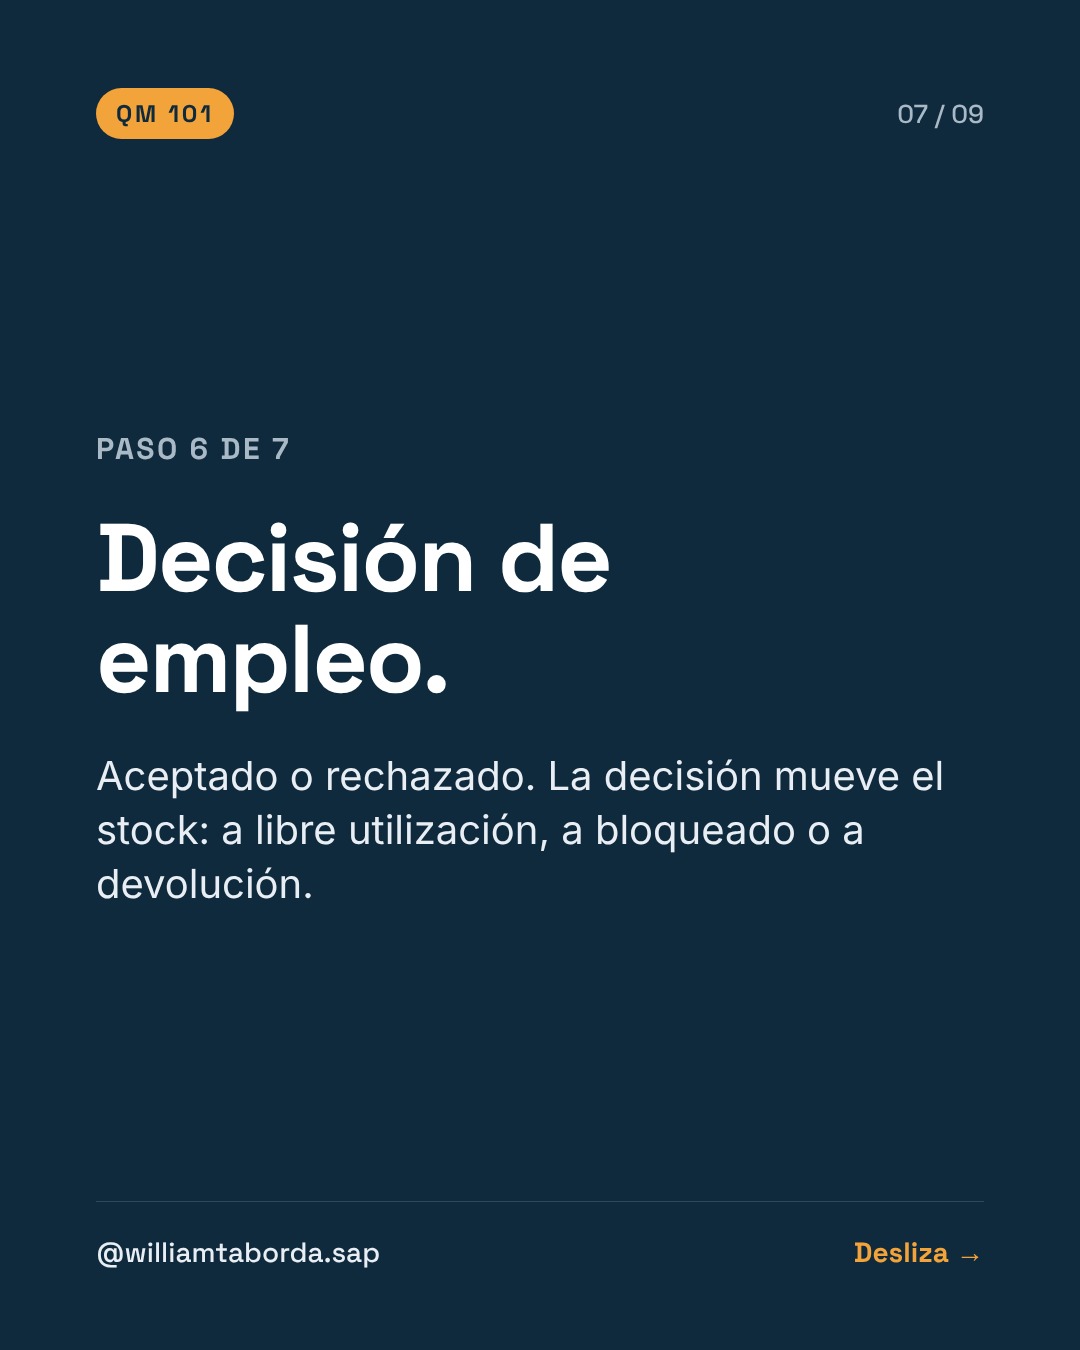 QM 101
07 / 09
PASO 6 DE 7
Decisión de
empleo.
Aceptado o rechazado. La decisión mueve el
stock: a libre utilización, a bloqueado o a
devolución.
@williamtaborda.sap
Desliza →